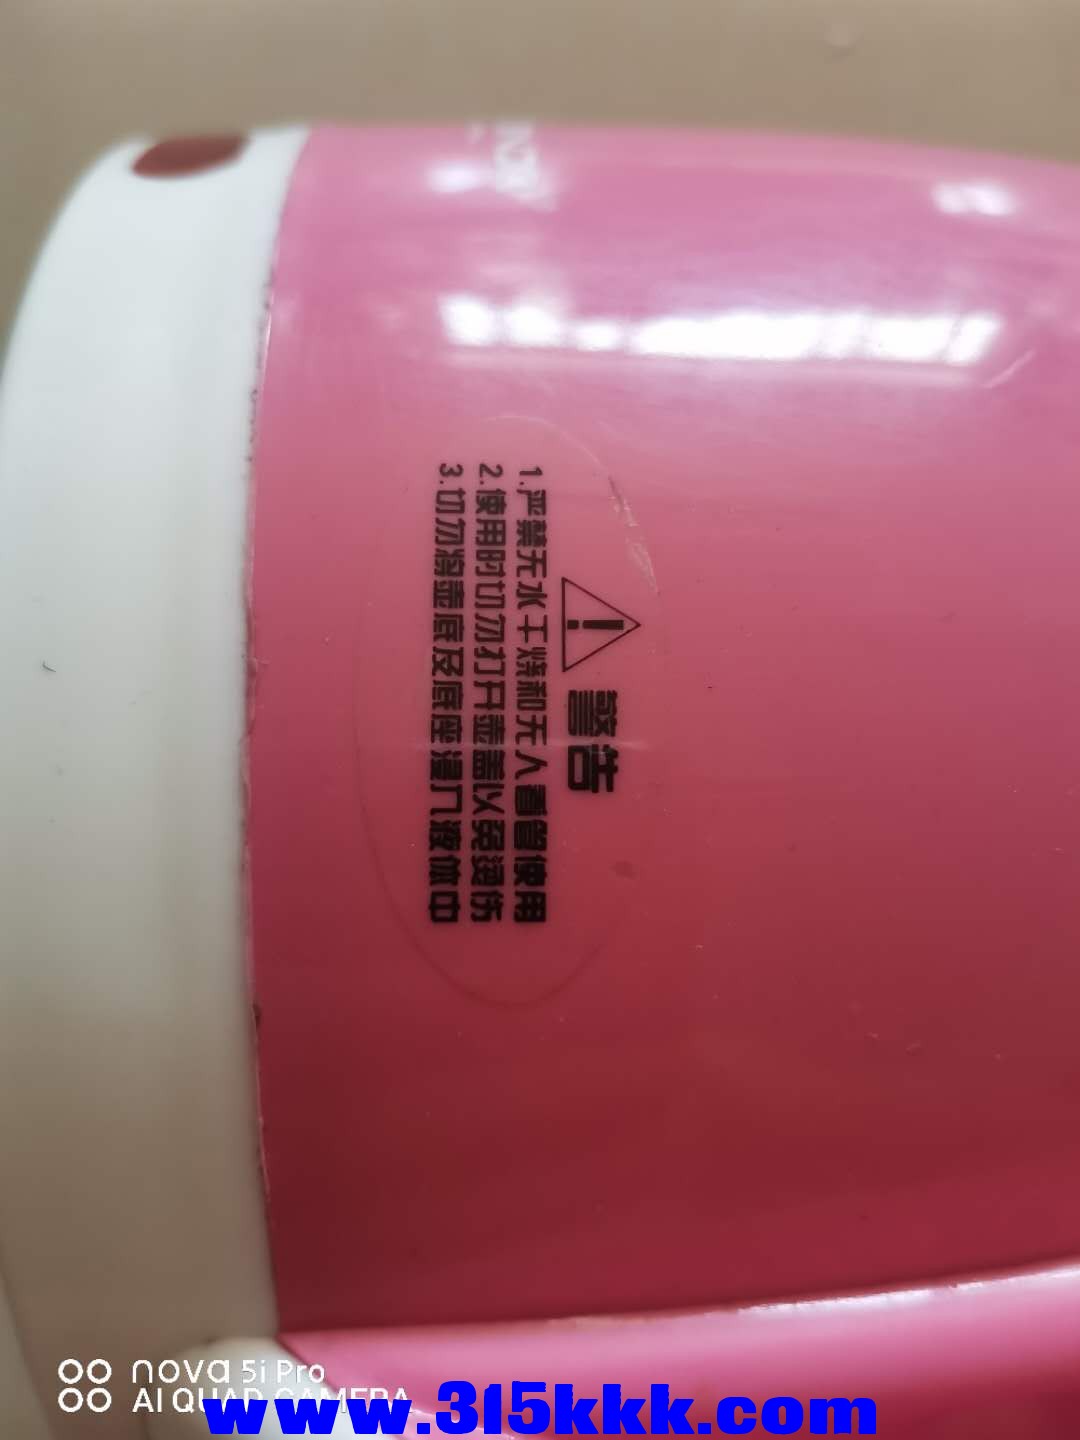 警告
1.严禁无水干烧和无人看管使用
2.使用时切勿打开壶盖以免烫伤
3.切勿将壶底及底座浸入液体中
nova 5i Pro
AI QUAD CAMERA
www.315kkk.com